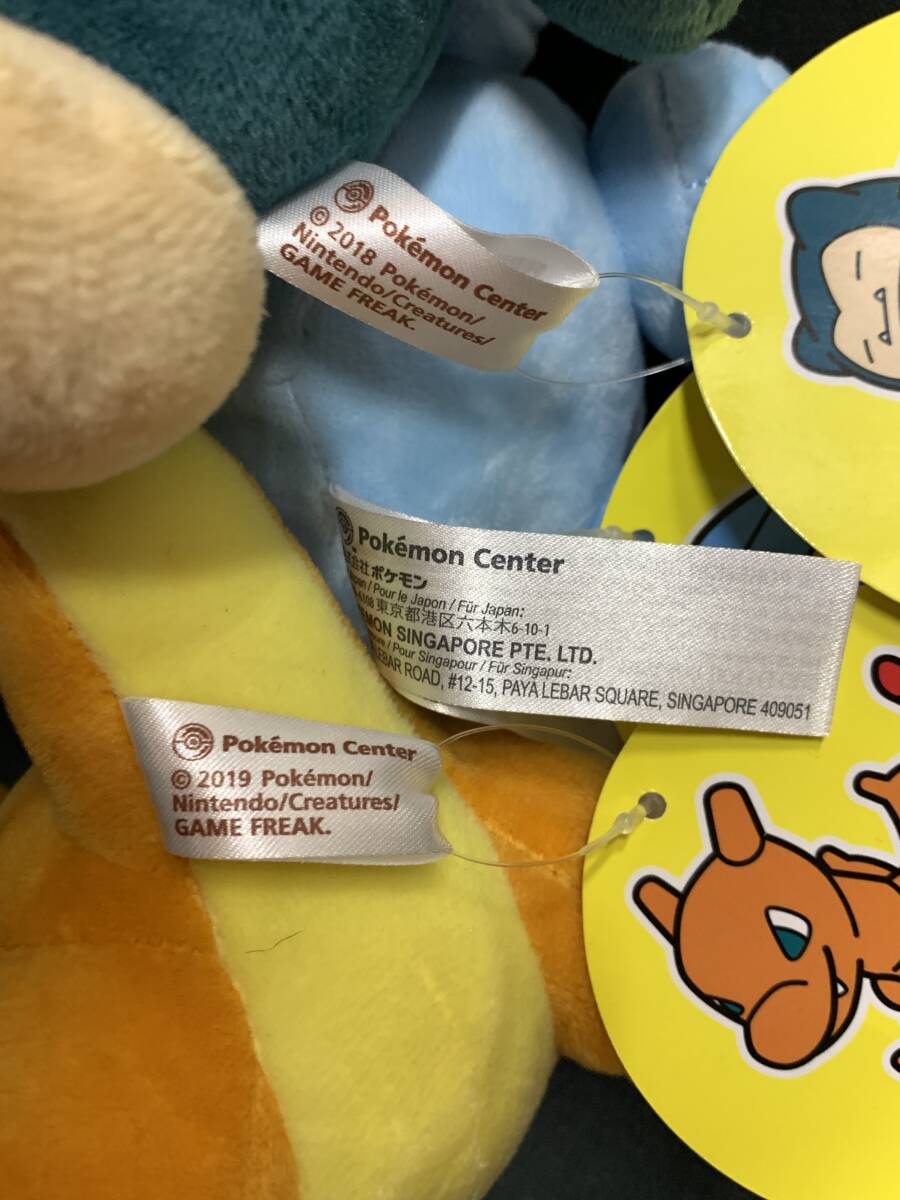 Pokémon Center
© 2018 Pokémon/
Nintendo/Creatures/
GAME FREAK.
Pokémon Center
会社ポケモン
/ Pour le Japon / Für Japan:
東京都港区六本木6-10-1
SINGAPORE PTE. LTD.
/ Pour Singapour / Für Singapur:
ROAD, #12-15, PAYA LEBAR SQUARE, SINGAPORE 409051
Pokémon Center
© 2019 Pokémon/
Nintendo/Creatures/
GAME FREAK.